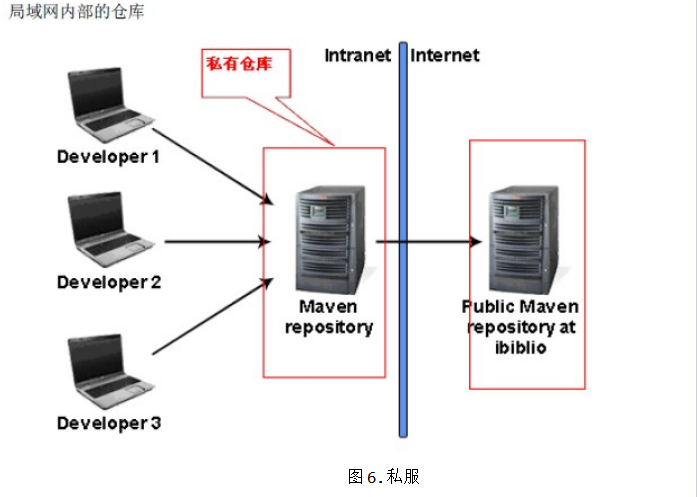 局域网内部的仓库
私有仓库
Intranet
Internet
Developer 1
Developer 2
Developer 3
Maven
repository
Public Maven
repository at
ibiblio
图 6.私服